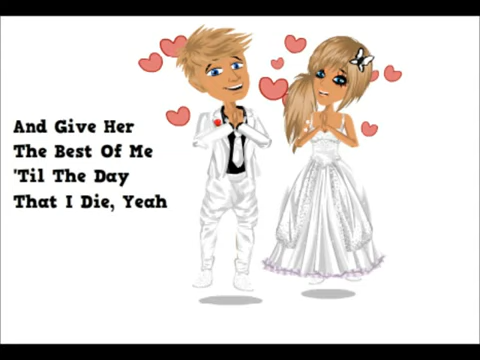 And Give Her
The Best Of Me
'Til The Day
That I Die, Yeah